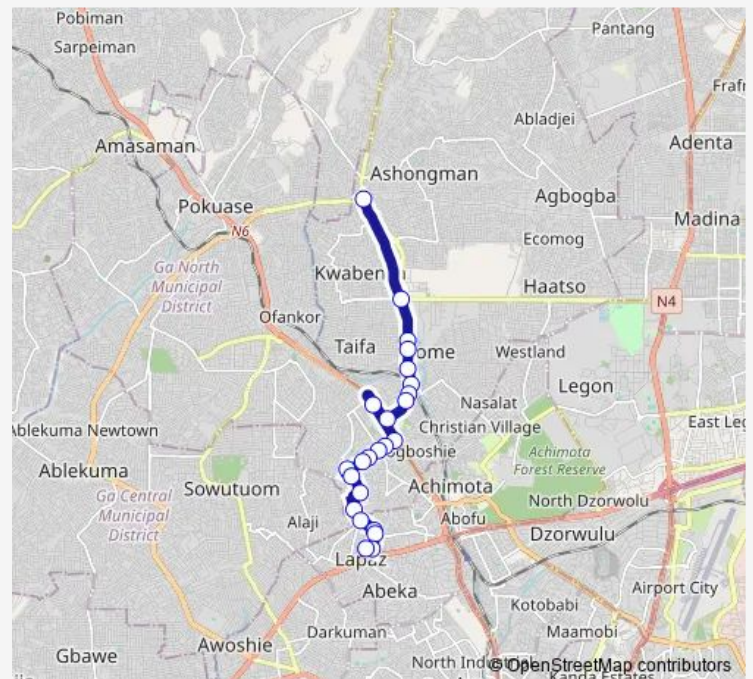 Pobiman
Sarpeiman
Pantang
Frafr
Abladjei
Adenta
Amasaman
Ashongman
Agbogba
Pokuase
Madina
N6
Ecomog
Ga North
Municipal
District
Kwaben
Haatso
N4
Ofankor
Taifa
ome
Westland
Legon
Nasalat
Ablekuma Newtown
Christian Village
East Leg
gboshie
Achimota
Forest Reserve
Ablekuma
Sowutuom
Achimota
Ga Central
Municipal
District
North Dzorwolu
Alaji
Abofu
Dzorwulu
Lapaz
Abeka
Airport City
Kotobabi
Darkuman
Maamobi
Awoshie
Gbawe
North Indus
© OpenStreetMap contributors
Kanda Estates